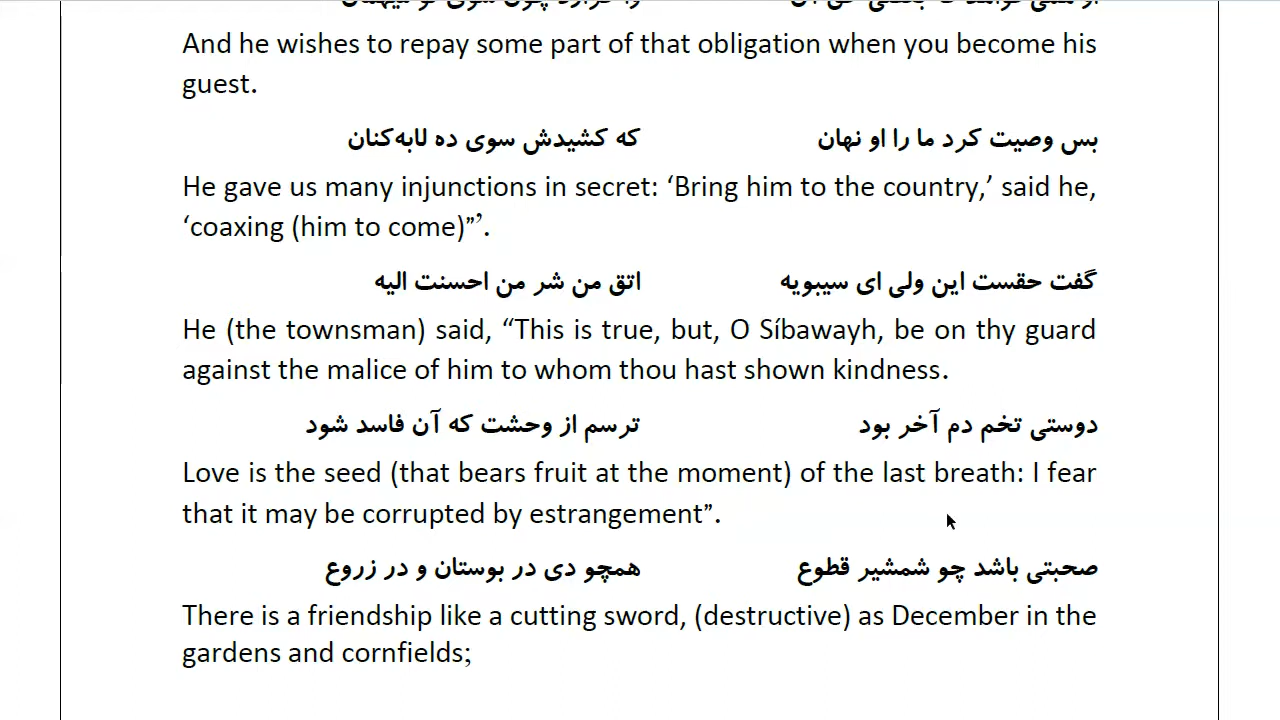 And he wishes to repay some part of that obligation when you become his
guest.
بس وصیت کرد ما را او نهان که کشیدش سوی ده لابه‌کنان
He gave us many injunctions in secret: ‘Bring him to the country,’ said he,
‘coaxing (him to come)”’.
گفت حقست این ولی ای سیبویه اتق من شر من احسنت الیه
He (the townsman) said, “This is true, but, O Síbawayh, be on thy guard
against the malice of him to whom thou hast shown kindness.
دوستی تخم دم آخر بود ترسم از وحشت که آن فاسد شود
Love is the seed (that bears fruit at the moment) of the last breath: I fear
that it may be corrupted by estrangement”.
صحبتی باشد چو شمشیر قطوع همچو دی در بوستان و در زروع
There is a friendship like a cutting sword, (destructive) as December in the
gardens and cornfields;